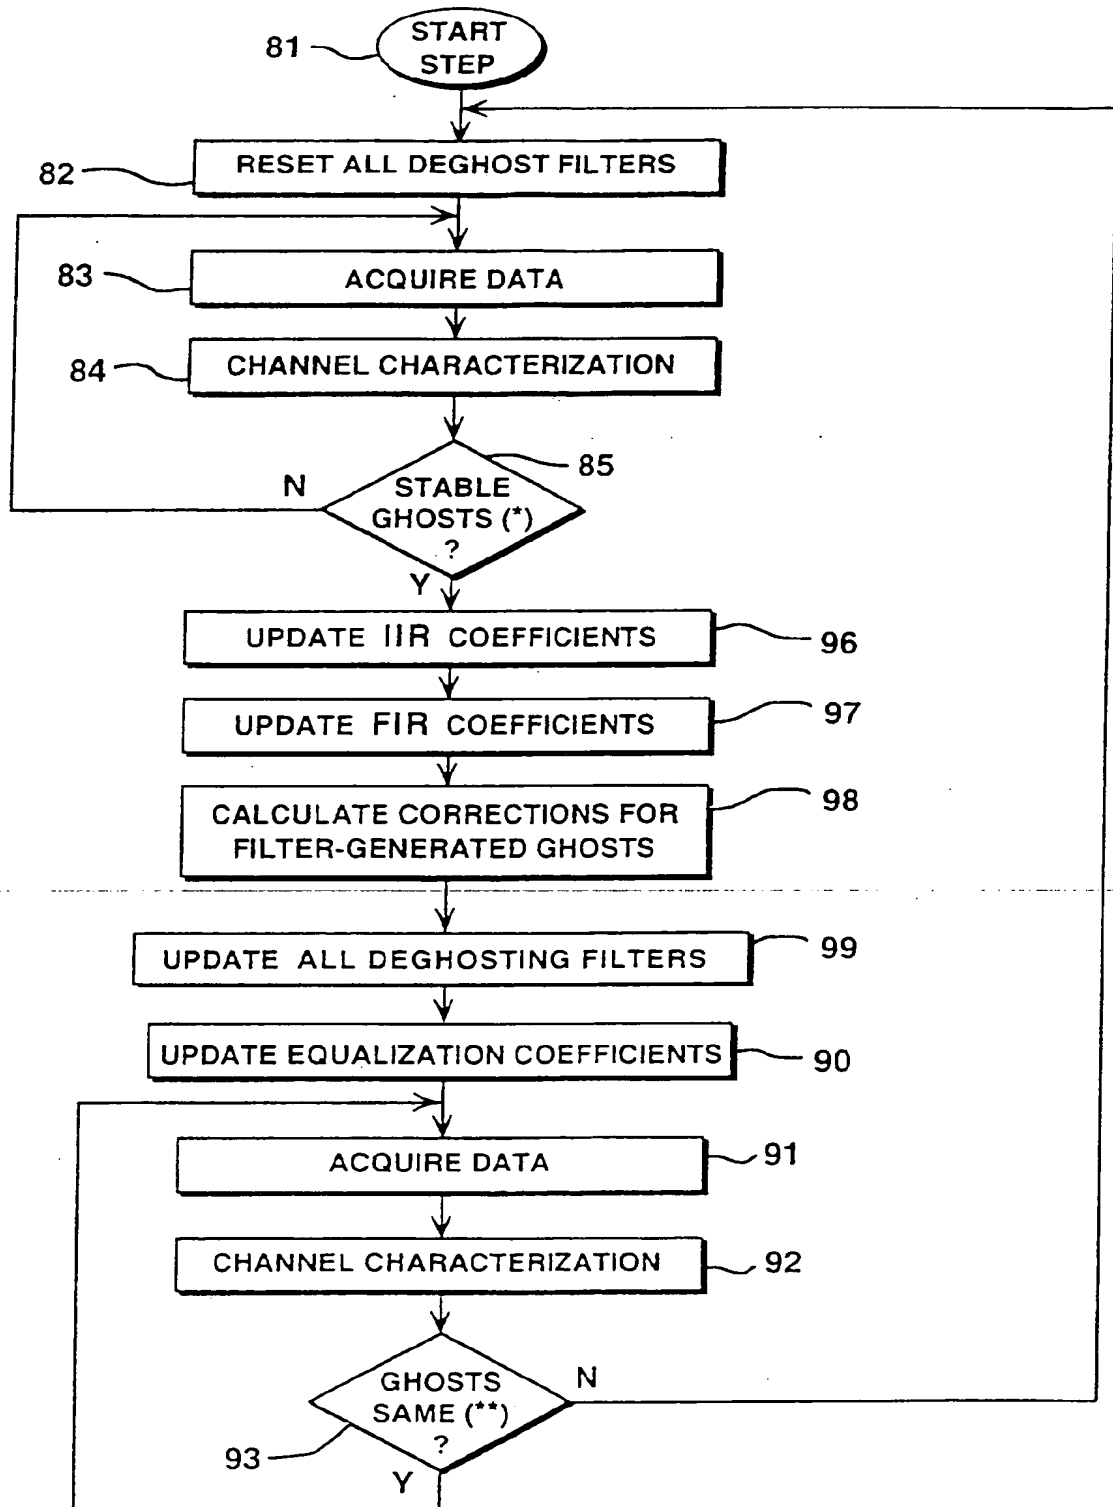 81
START
STEP
82
RESET ALL DEGHOST FILTERS
83
ACQUIRE DATA
84
CHANNEL CHARACTERIZATION
85
N
STABLE
GHOSTS (*)
?
Y
UPDATE IIR COEFFICIENTS
96
UPDATE FIR COEFFICIENTS
97
CALCULATE CORRECTIONS FOR
FILTER-GENERATED GHOSTS
98
UPDATE ALL DEGHOSTING FILTERS
99
UPDATE EQUALIZATION COEFFICIENTS
90
ACQUIRE DATA
91
CHANNEL CHARACTERIZATION
92
GHOSTS
SAME (**)
?
N
93
Y